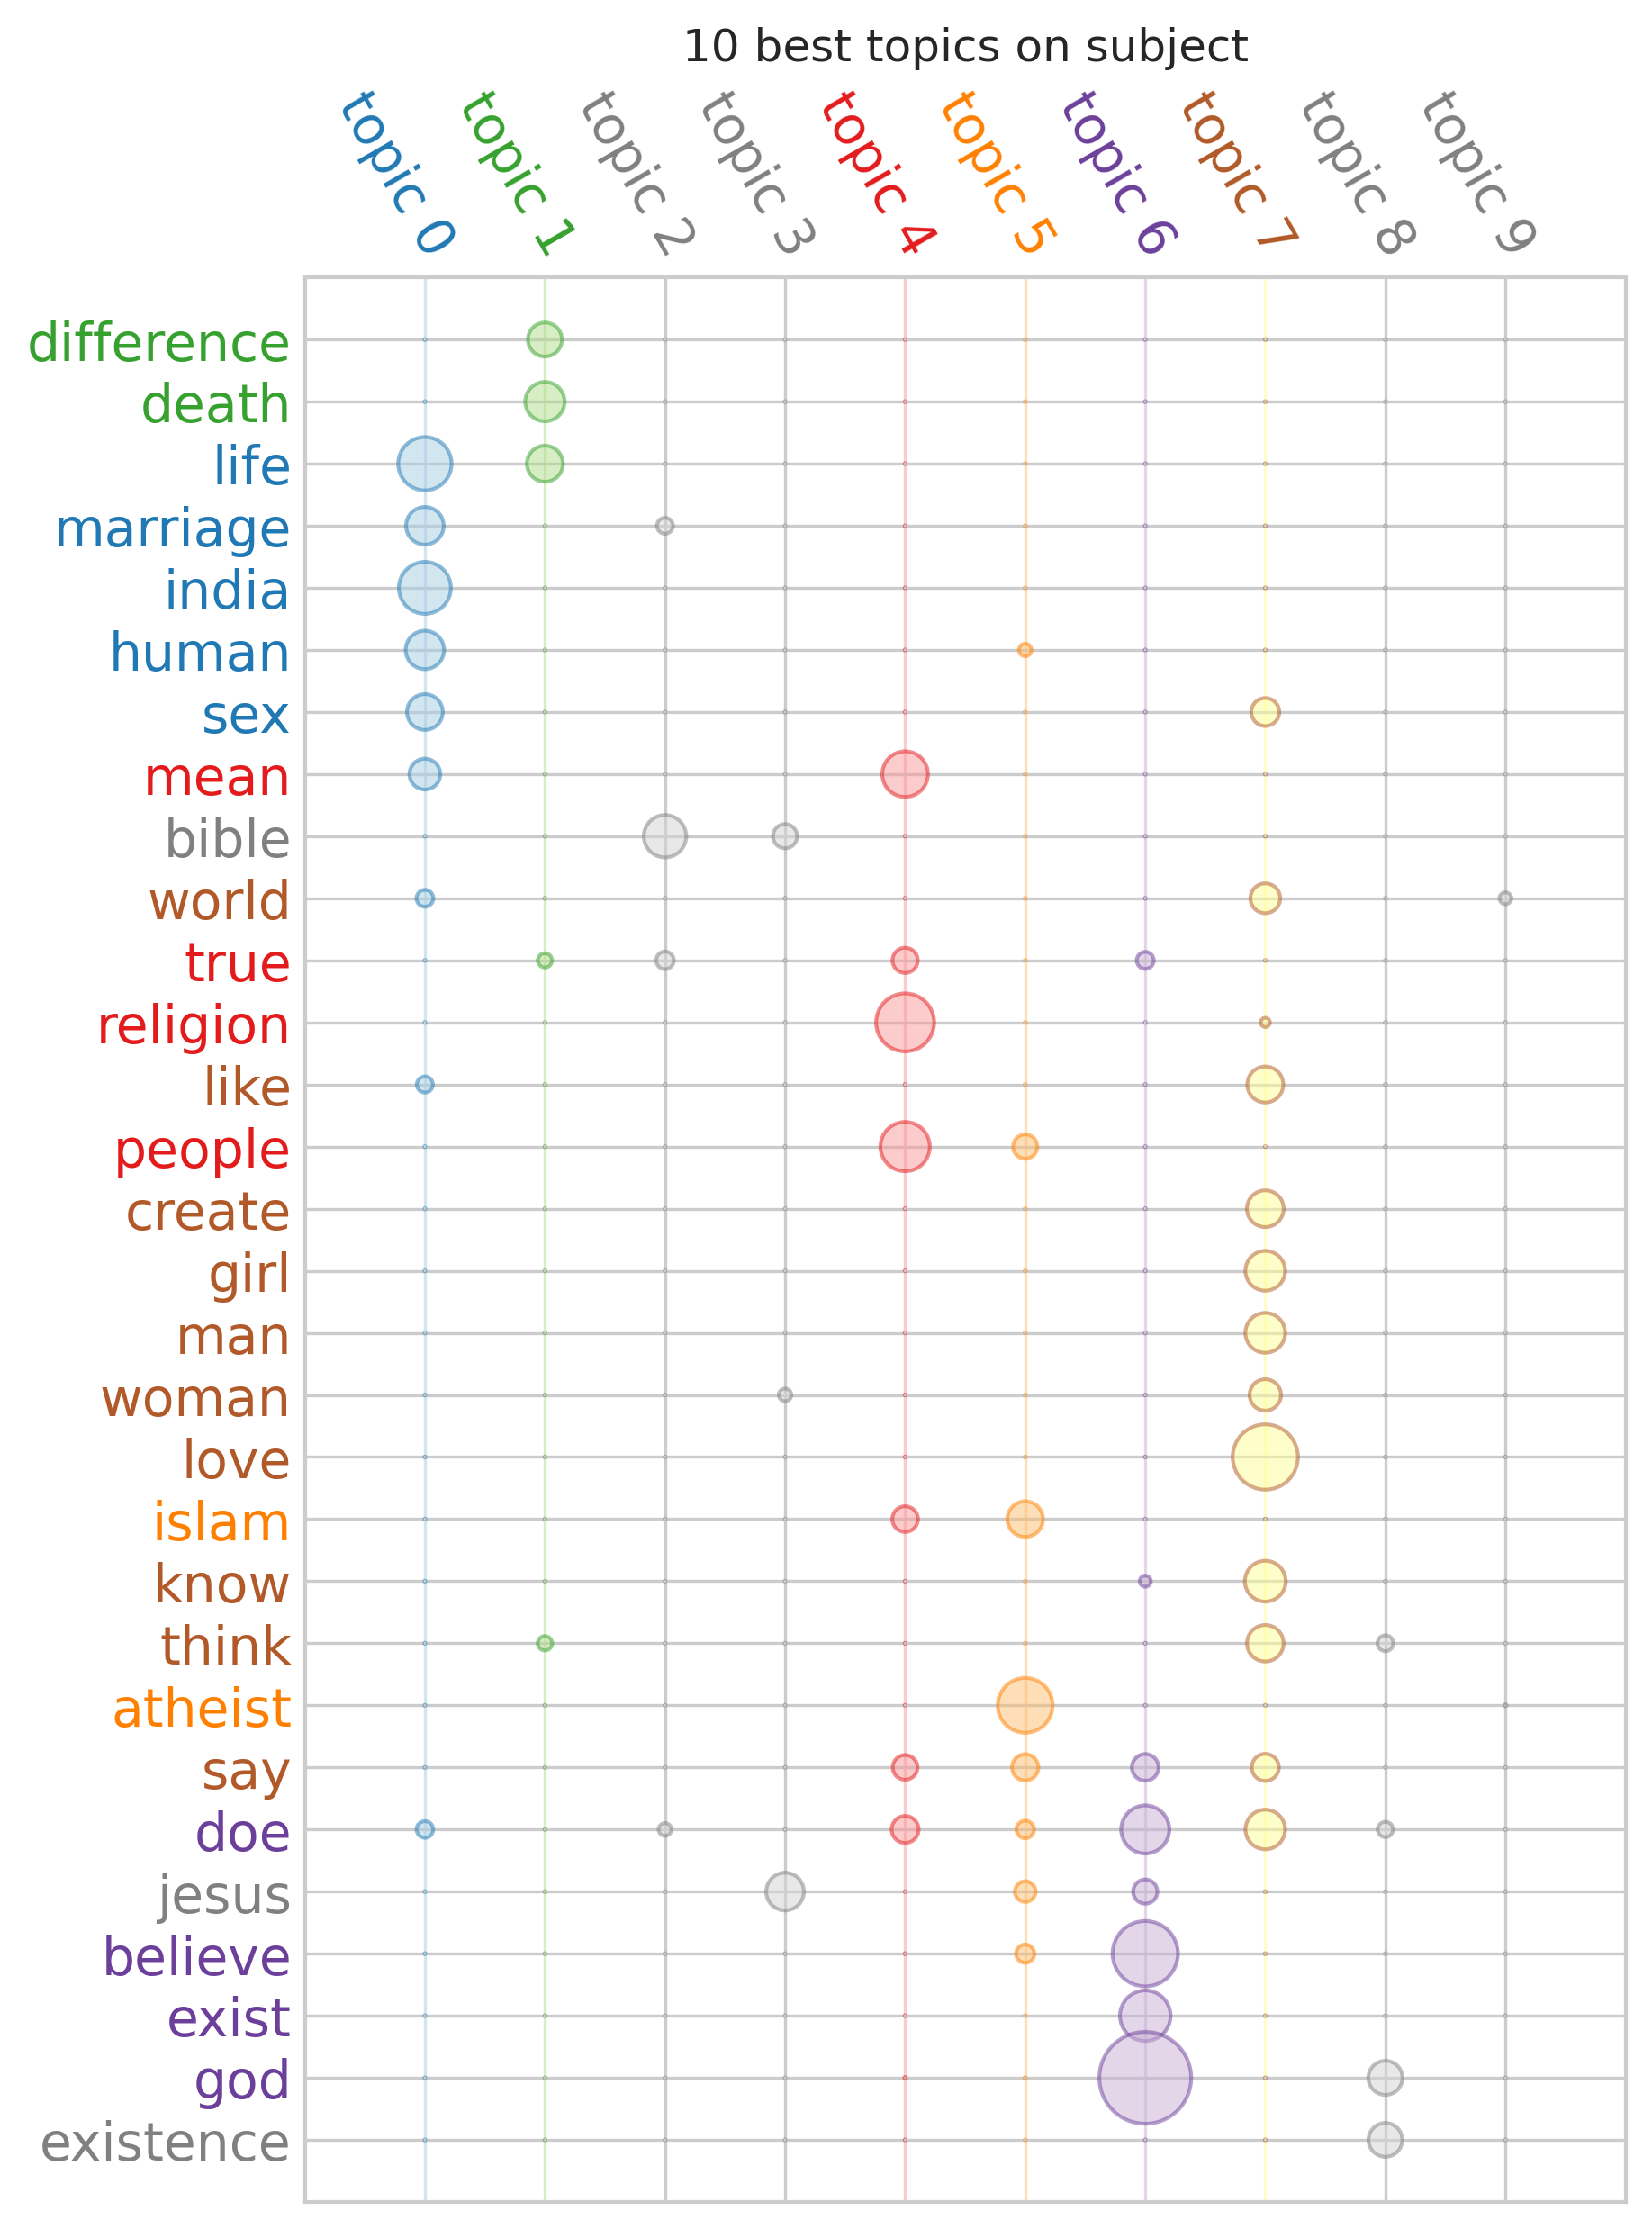 10 best topics on subject
topic 0
topic 1
topic 2
topic 3
topic 4
topic 5
topic 6
topic 7
topic 8
topic 9
difference
death
life
marriage
india
human
sex
mean
bible
world
true
religion
like
people
create
girl
man
woman
love
islam
know
think
atheist
say
doe
jesus
believe
exist
god
existence